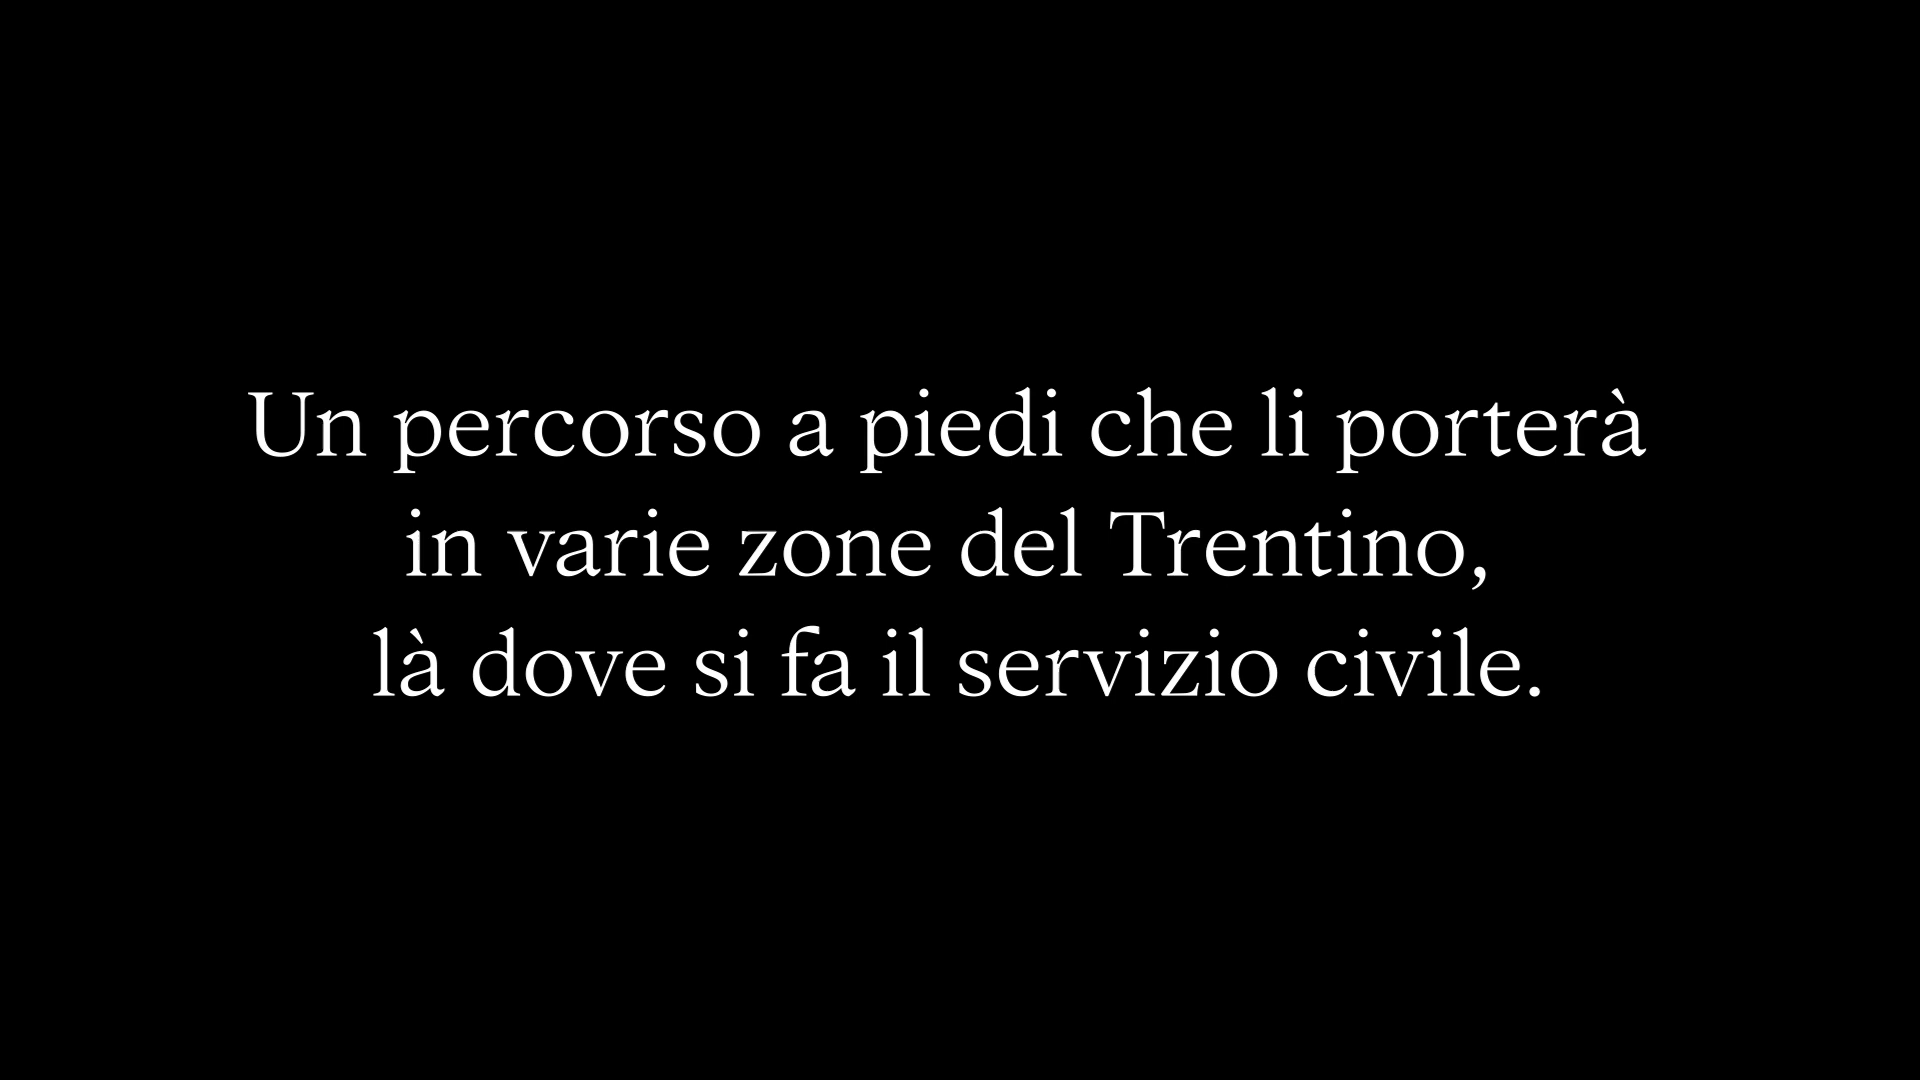 Un percorso a piedi che li porterà
in varie zone del Trentino,
là dove si fa il servizio civile.